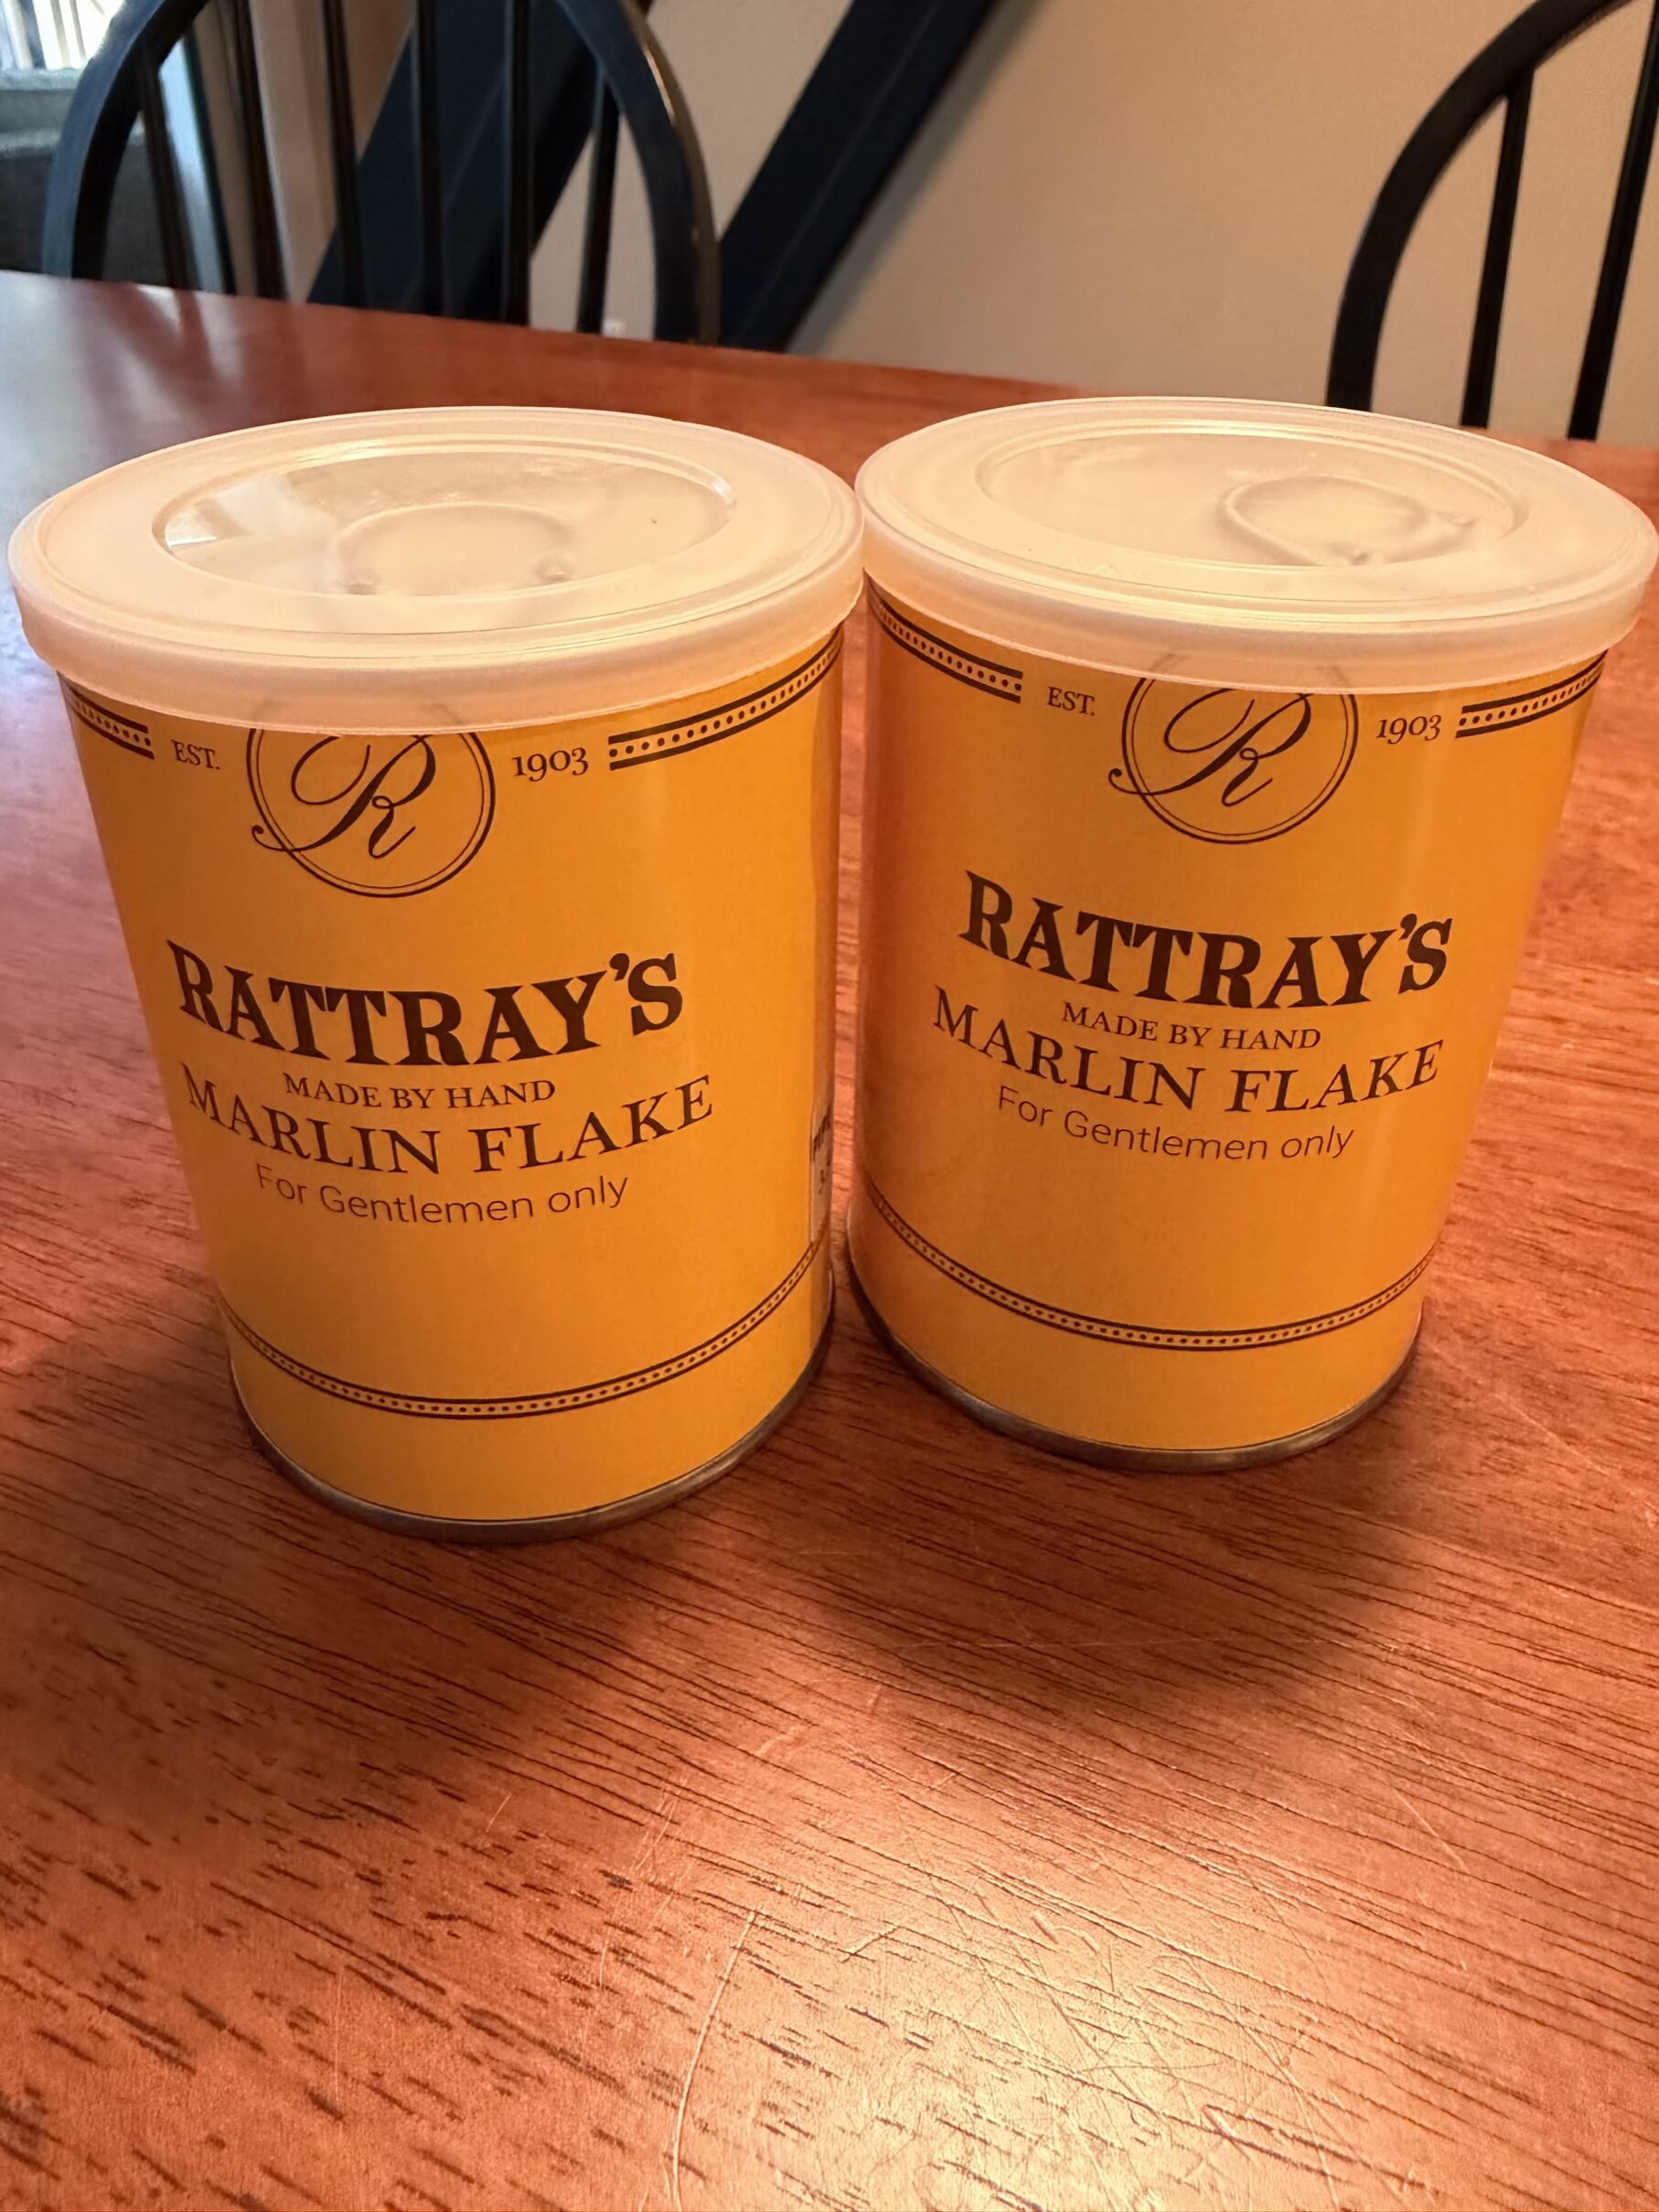 EST. R 1903
RATTRAY'S
MADE BY HAND
MARLIN FLAKE
For Gentlemen only
EST. R 1903
RATTRAY'S
MADE BY HAND
MARLIN FLAKE
For Gentlemen only